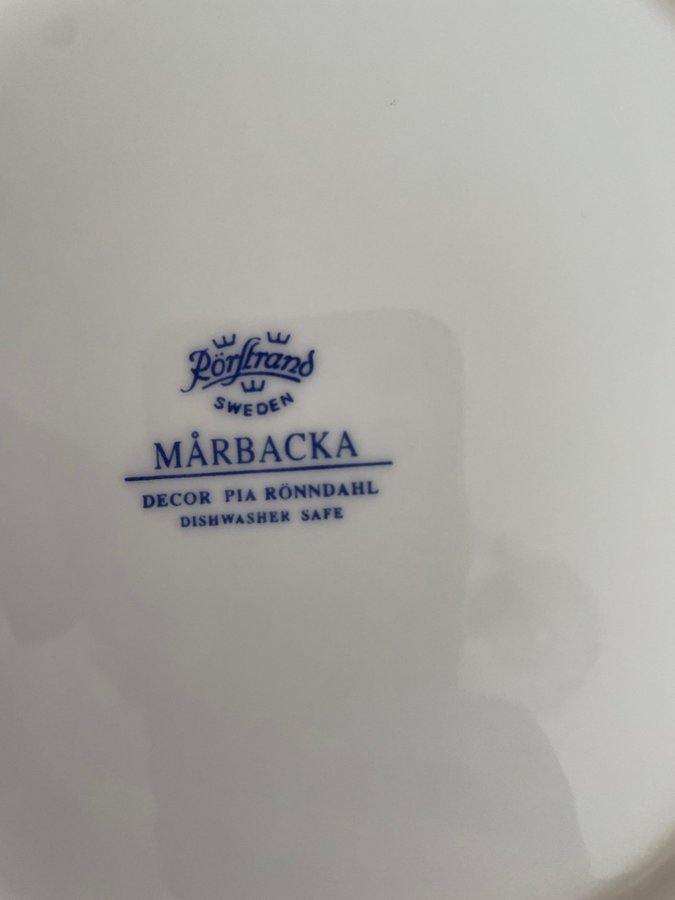 Rörstrand
SWEDEN
MÅRBACKA
DECOR PIA RÖNNDAHL
DISHWASHER SAFE